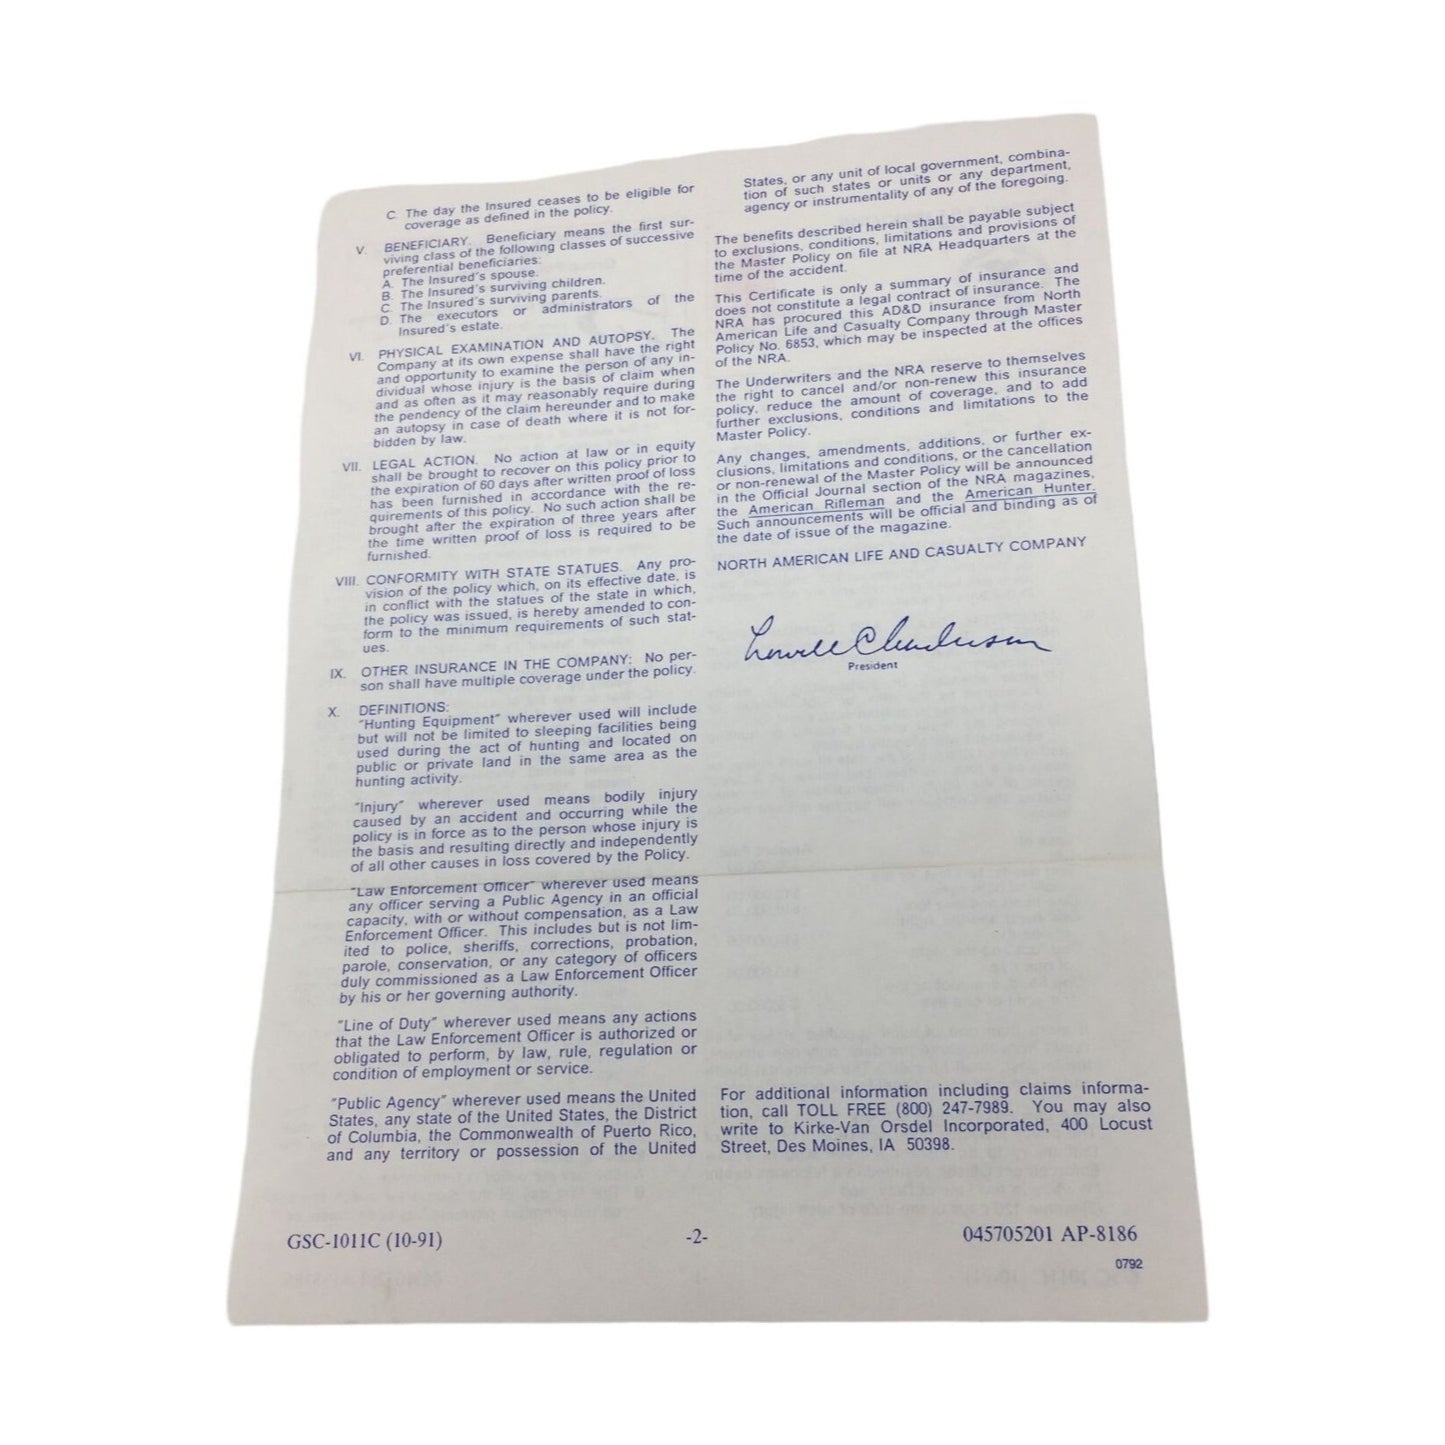 C. The day the Insured ceases to be eligible for
coverage as defined in the policy.
V. BENEFICIARY. Beneficiary means the first sur-
viving class of the following classes of successive
preferential beneficiaries:
A. The Insured's spouse.
B. The Insured's surviving children.
C. The Insured's surviving parents.
D. The executors or administrators of the
Insured's estate.
VI. PHYSICAL EXAMINATION AND AUTOPSY. The
Company at its own expense shall have the right
and opportunity to examine the person of any in-
dividual whose injury is the basis of claim when
and as often as it may reasonably require during
the pendency of the claim hereunder and to make
an autopsy in case of death where it is not for-
bidden by law.
VII. LEGAL ACTION. No action at law or in equity
shall be brought to recover on this policy prior to
the expiration of 60 days after written proof of loss
has been furnished in accordance with the re-
quirements of this policy. No such action shall be
brought after the expiration of three years after
the time written proof of loss is required to be
furnished.
VIII. CONFORMITY WITH STATE STATUES. Any pro-
vision of the policy which, on its effective date, is
in conflict with the statues of the state in which,
the policy was issued, is hereby amended to con-
form to the minimum requirements of such stat-
ues.
IX. OTHER INSURANCE IN THE COMPANY: No per-
son shall have multiple coverage under the policy.
X. DEFINITIONS:
"Hunting Equipment" wherever used will include
but will not be limited to sleeping facilities being
used during the act of hunting and located on
public or private land in the same area as the
hunting activity.
"Injury" wherever used means bodily injury
caused by an accident and occurring while the
policy is in force as to the person whose injury is
the basis and resulting directly and independently
of all other causes in loss covered by the Policy.
"Law Enforcement Officer" wherever used means
any officer serving a Public Agency in an official
capacity, with or without compensation, as a Law
Enforcement Officer. This includes but is not lim-
ited to police, sheriffs, corrections, probation,
parole, conservation, or any category of officers
duly commissioned as a Law Enforcement Officer
by his or her governing authority.
"Line of Duty" wherever used means any actions
that the Law Enforcement Officer is authorized or
obligated to perform, by law, rule, regulation or
condition of employment or service.
"Public Agency" wherever used means the United
States, any state of the United States, the District
of Columbia, the Commonwealth of Puerto Rico,
and any territory or possession of the United
States, or any unit of local government, combina-
tion of such states or units or any department,
agency or instrumentality of any of the foregoing.
The benefits described herein shall be payable subject
to exclusions, conditions, limitations and provisions of
the Master Policy on file at NRA Headquarters at the
time of the accident.
This Certificate is only a summary of insurance and
does not constitute a legal contract of insurance. The
NRA has procured this AD&D insurance from North
American Life and Casualty Company through Master
Policy No. 6853, which may be inspected at the offices
of the NRA.
The Underwriters and the NRA reserve to themselves
the right to cancel and/or non-renew this insurance
policy, reduce the amount of coverage, and to add
further exclusions, conditions and limitations to the
Master Policy.
Any changes, amendments, additions, or further ex-
clusions, limitations and conditions, or the cancellation
or non-renewal of the Master Policy will be announced
in the Official Journal section of the NRA magazines,
the American Rifleman and the American Hunter.
Such announcements will be official and binding as of
the date of issue of the magazine.
NORTH AMERICAN LIFE AND CASUALTY COMPANY
President
For additional information including claims informa-
tion, call TOLL FREE (800) 247-7989. You may also
write to Kirke-Van Orsdel Incorporated, 400 Locust
Street, Des Moines, IA 50398.
GSC-1011C (10-91)
-2-
045705201 AP-8186
0792